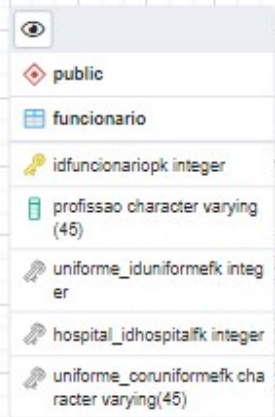 public
funcionario
idfuncionariopk integer
profissao character varying
(45)
uniforme_iduniformefk integ
er
hospital_idhospitalfk integer
uniforme_coruniformefk cha
racter varying(45)